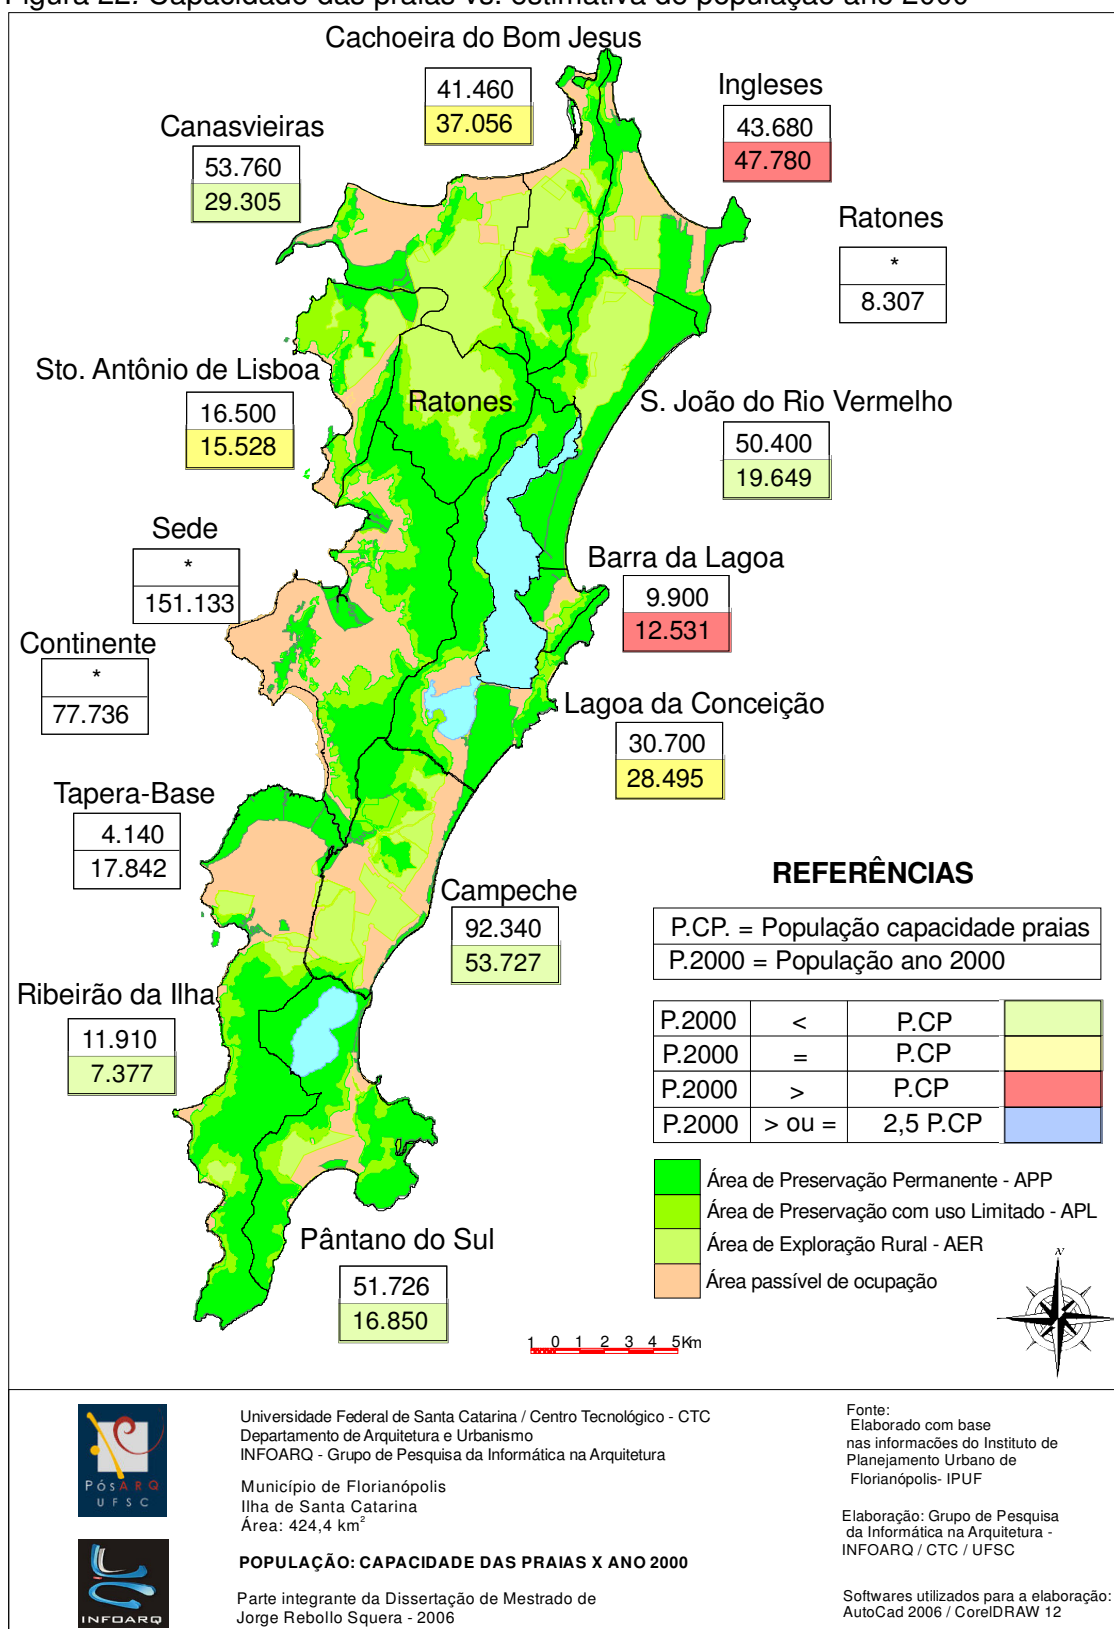 Figura 22. Capacidade das praias vs. estimativa de população ano 2000
Cachoeira do Bom Jesus
41.460
37.056
Ingleses
43.680
47.780
Canasvieiras
53.760
29.305
Ratones
*
8.307
Sto. Antônio de Lisboa
16.500
15.528
Ratones
S. João do Rio Vermelho
50.400
19.649
Sede
*
151.133
Barra da Lagoa
9.900
12.531
Continente
*
77.736
Lagoa da Conceição
30.700
28.495
Tapera-Base
4.140
17.842
Campeche
92.340
53.727
Ribeirão da Ilha
11.910
7.377
Pântano do Sul
51.726
16.850
REFERÊNCIAS
P.CP. = População capacidade praias
P.2000 = População ano 2000
P.2000 < P.CP
P.2000 = P.CP
P.2000 > P.CP
P.2000 > ou = 2,5 P.CP
Área de Preservação Permanente - APP
Área de Preservação com uso Limitado - APL
Área de Exploração Rural - AER
Área passível de ocupação
N
1 0 1 2 3 4 5Km
PósARQ
UFSC
INFOARQ
Universidade Federal de Santa Catarina / Centro Tecnológico - CTC
Departamento de Arquitetura e Urbanismo
INFOARQ - Grupo de Pesquisa da Informática na Arquitetura
Município de Florianópolis
Ilha de Santa Catarina
Área: 424,4 km²
POPULAÇÃO: CAPACIDADE DAS PRAIAS X ANO 2000
Parte integrante da Dissertação de Mestrado de
Jorge Rebollo Squera - 2006
Fonte:
Elaborado com base
nas informacões do Instituto de
Planejamento Urbano de
Florianópolis- IPUF
Elaboração: Grupo de Pesquisa
da Informática na Arquitetura -
INFOARQ / CTC / UFSC
Softwares utilizados para a elaboração:
AutoCad 2006 / CorelDRAW 12